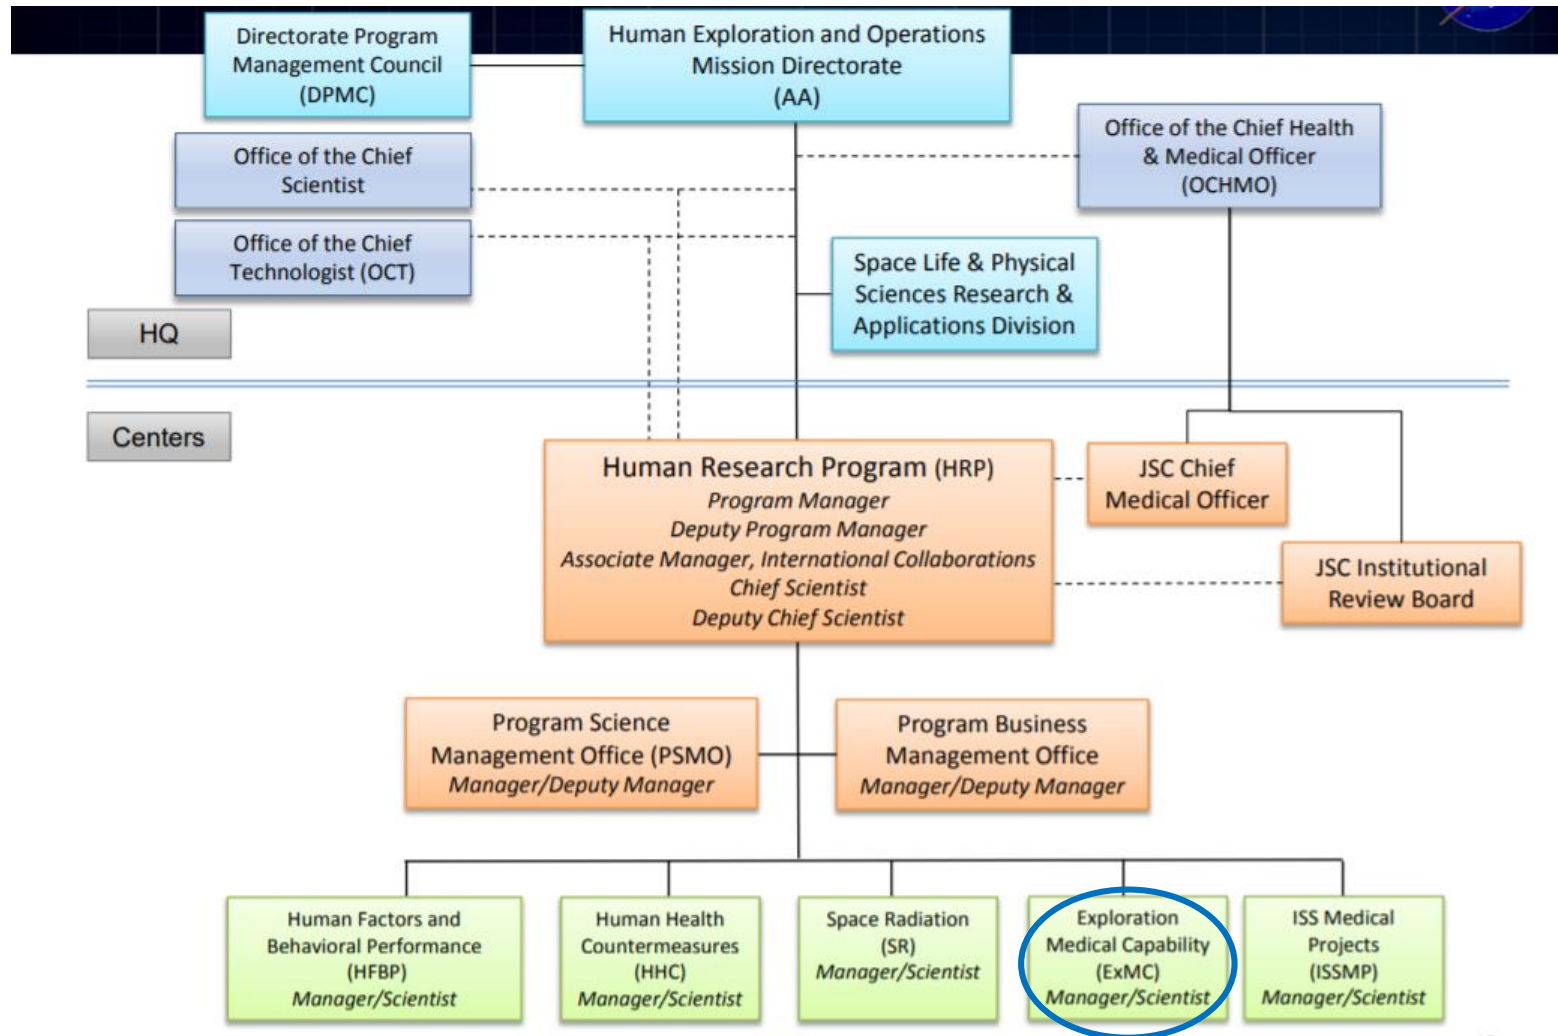 Directorate Program
Management Council
(DPMC)
Human Exploration and Operations
Mission Directorate
(AA)
Office of the Chief
Scientist
Office of the Chief Health
& Medical Officer
(OCHMO)
Office of the Chief
Technologist (OCT)
Space Life & Physical
Sciences Research &
Applications Division
HQ
Centers
Human Research Program (HRP)
Program Manager
Deputy Program Manager
Associate Manager, International Collaborations
Chief Scientist
Deputy Chief Scientist
JSC Chief
Medical Officer
JSC Institutional
Review Board
Program Science
Management Office (PSMO)
Manager/Deputy Manager
Program Business
Management Office
Manager/Deputy Manager
Human Factors and
Behavioral Performance
(HFBP)
Manager/Scientist
Human Health
Countermeasures
(HHC)
Manager/Scientist
Space Radiation
(SR)
Manager/Scientist
Exploration
Medical Capability
(ExMC)
Manager/Scientist
ISS Medical
Projects
(ISSMP)
Manager/Scientist